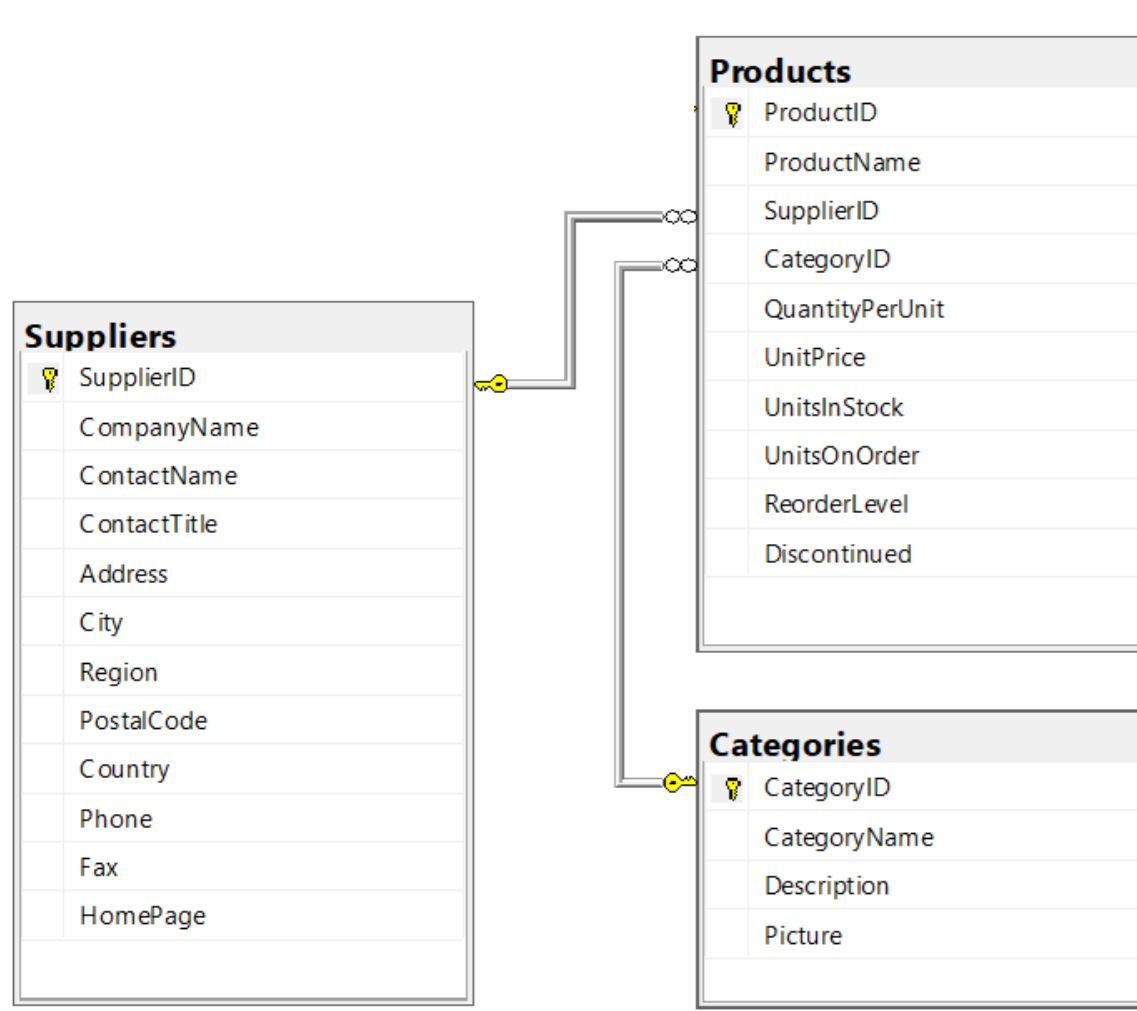 Products
ProductID
ProductName
SupplierID
CategoryID
QuantityPerUnit
UnitPrice
UnitsInStock
UnitsOnOrder
ReorderLevel
Discontinued
Suppliers
SupplierID
CompanyName
ContactName
ContactTitle
Address
City
Region
PostalCode
Country
Phone
Fax
HomePage
Categories
CategoryID
CategoryName
Description
Picture